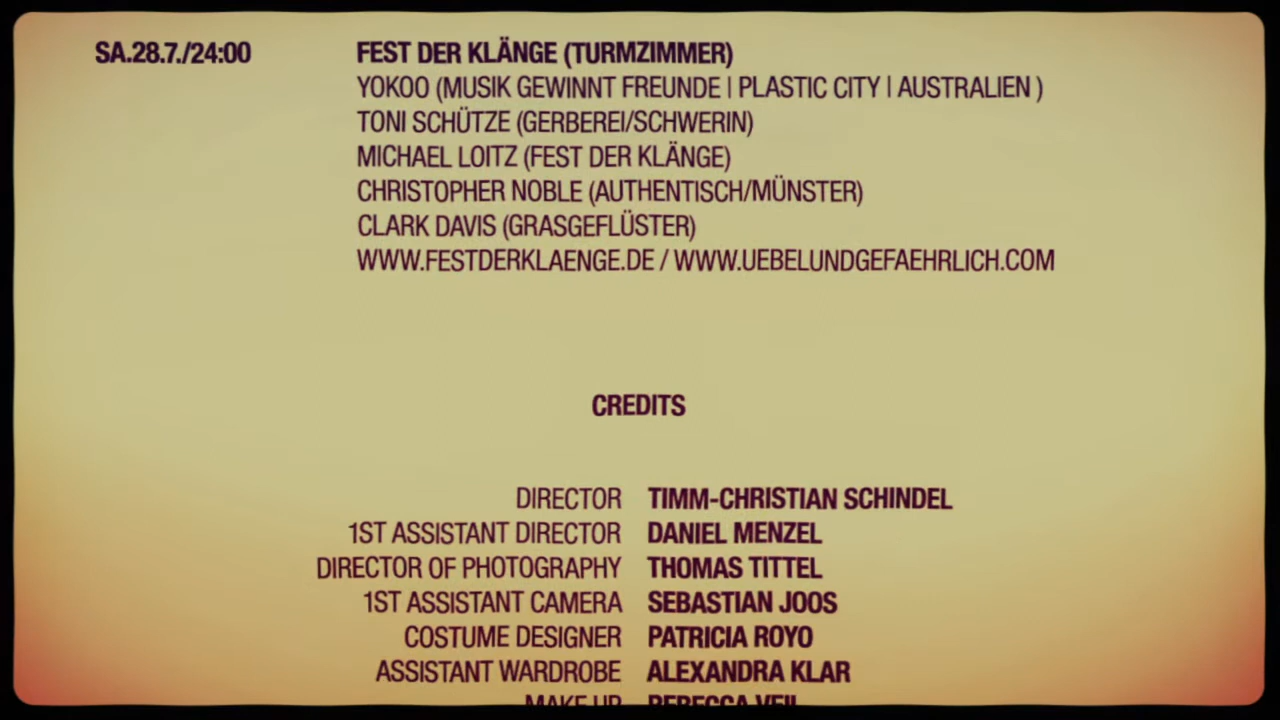 SA.28.7./24:00 FEST DER KLÄNGE (TURMZIMMER)
YOKOO (MUSIK GEWINNT FREUNDE | PLASTIC CITY | AUSTRALIEN )
TONI SCHÜTZE (GERBEREI/SCHWERIN)
MICHAEL LOITZ (FEST DER KLÄNGE)
CHRISTOPHER NOBLE (AUTHENTISCH/MÜNSTER)
CLARK DAVIS (GRASGEFLÜSTER)
WWW.FESTDERKLAENGE.DE / WWW.UEBELUNDGEFAEHRLICH.COM
CREDITS
DIRECTOR TIMM-CHRISTIAN SCHINDEL
1ST ASSISTANT DIRECTOR DANIEL MENZEL
DIRECTOR OF PHOTOGRAPHY THOMAS TITTEL
1ST ASSISTANT CAMERA SEBASTIAN JOOS
COSTUME DESIGNER PATRICIA ROYO
ASSISTANT WARDROBE ALEXANDRA KLAR
MAKE UP REBECCA